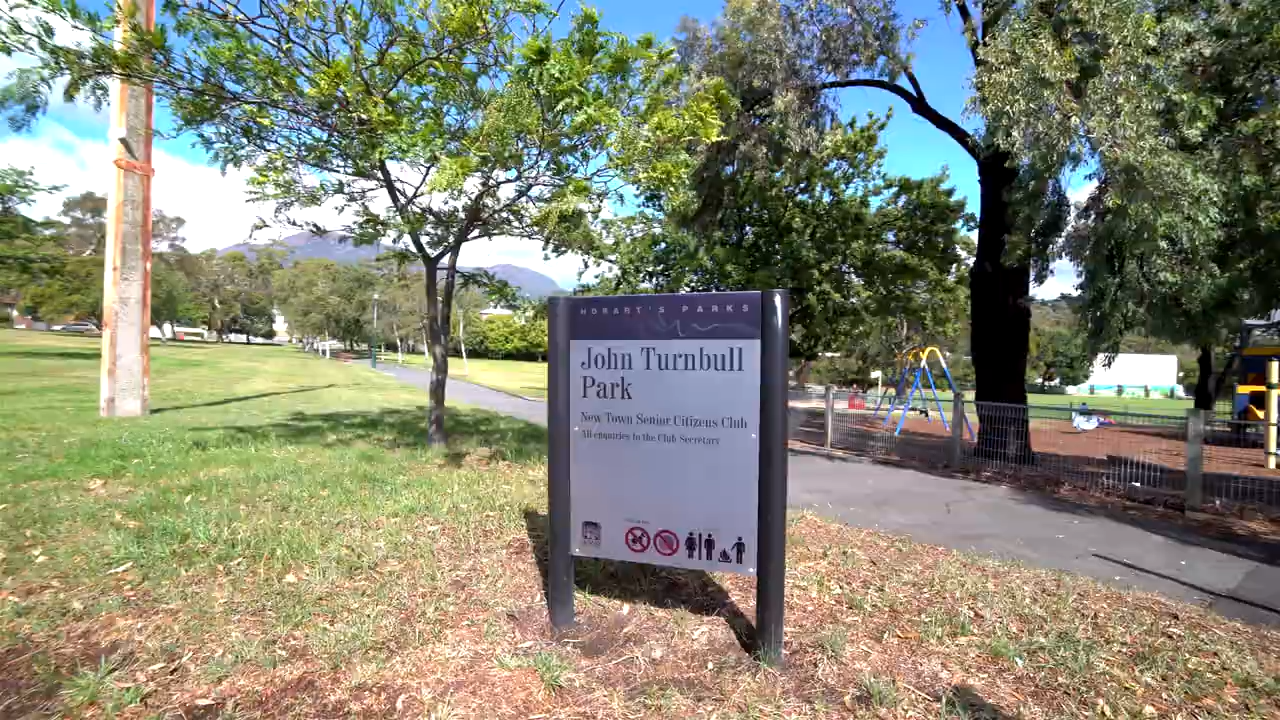 HOBART'S PARKS
John Turnbull
Park
New Town Senior Citizens Club
All enquiries to the Club Secretary